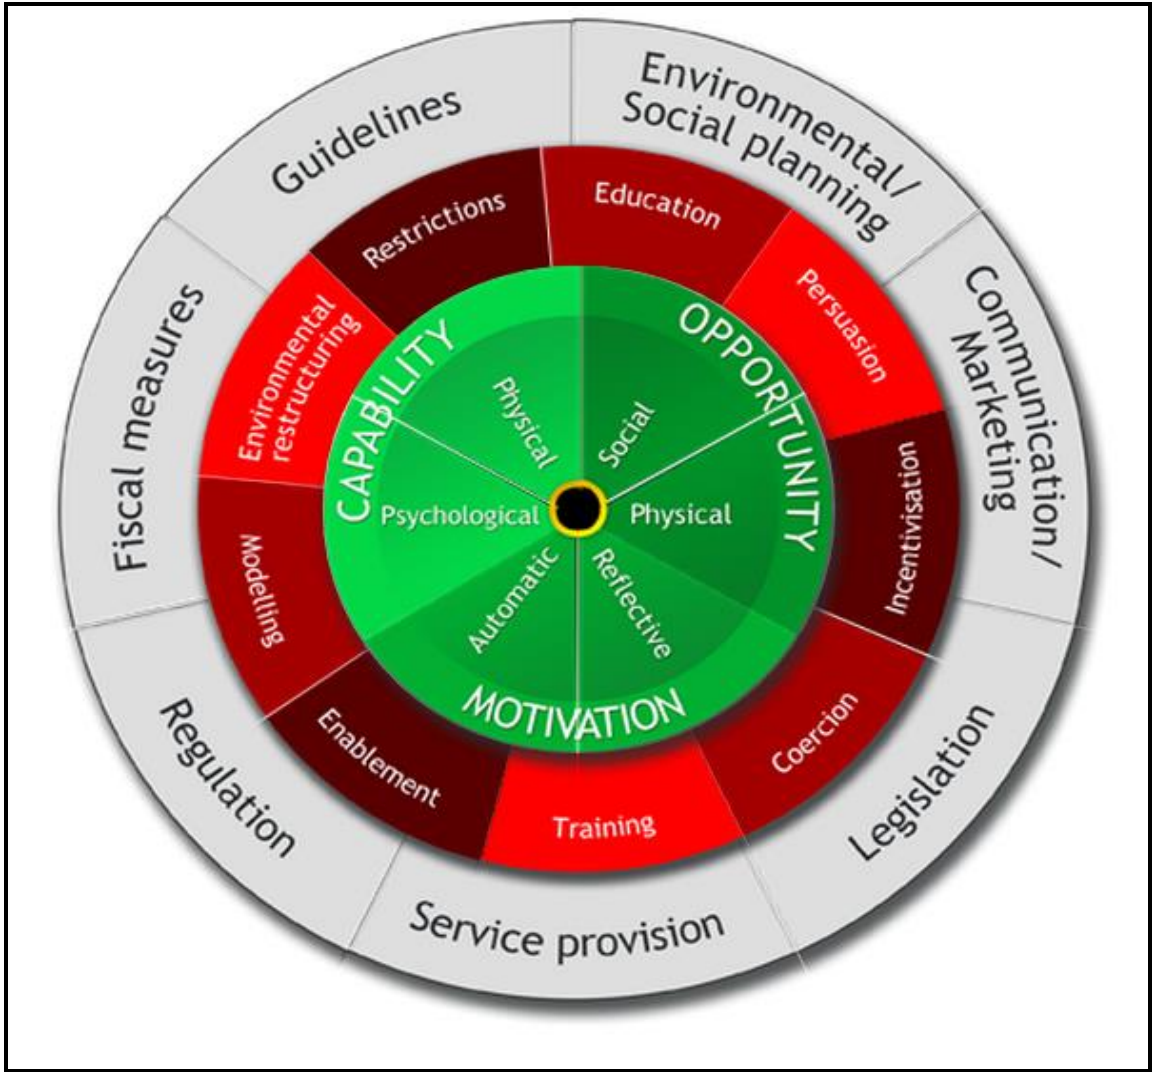 Environmental/
Social planning
Communication/
Marketing
Legislation
Service provision
Regulation
Fiscal measures
Guidelines
Education
Persuasion
Incentivisation
Coercion
Training
Enablement
Modelling
Environmental
restructuring
Restrictions
OPPORTUNITY
Social
Physical
MOTIVATION
Reflective
Automatic
CAPABILITY
Psychological
Physical